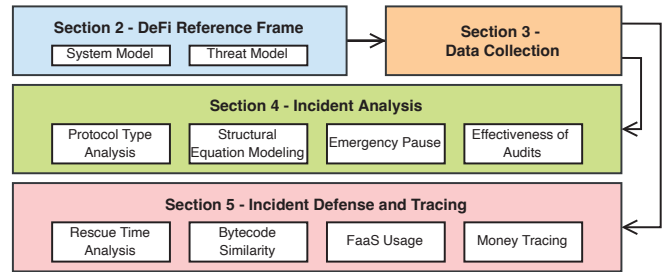 Section 2 - DeFi Reference Frame
System Model
Threat Model
Section 3 -
Data Collection
Section 4 - Incident Analysis
Protocol Type
Analysis
Structural
Equation Modeling
Emergency Pause
Effectiveness of
Audits
Section 5 - Incident Defense and Tracing
Rescue Time
Analysis
Bytecode
Similarity
FaaS Usage
Money Tracing